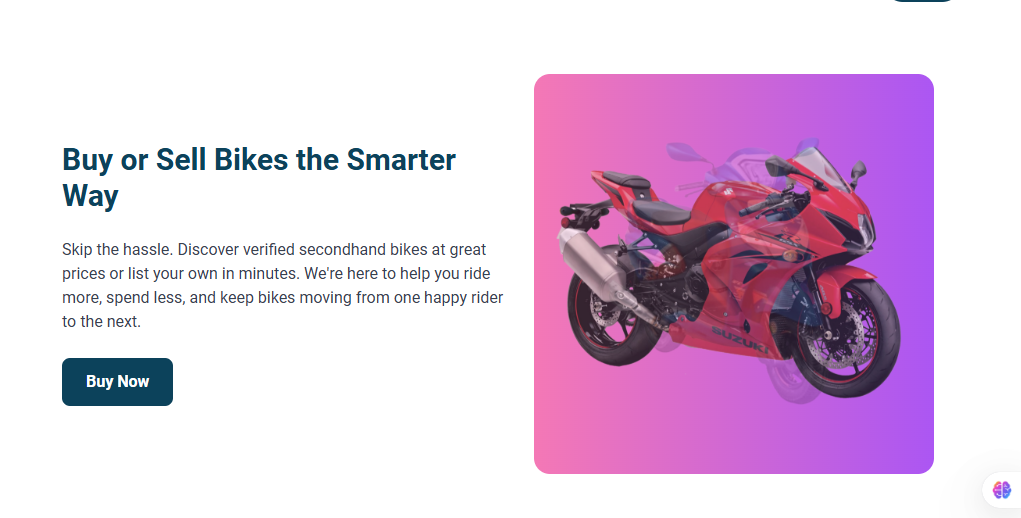 Buy or Sell Bikes the Smarter
Way
Skip the hassle. Discover verified secondhand bikes at great
prices or list your own in minutes. We're here to help you ride
more, spend less, and keep bikes moving from one happy rider
to the next.
Buy Now
SUZUKI